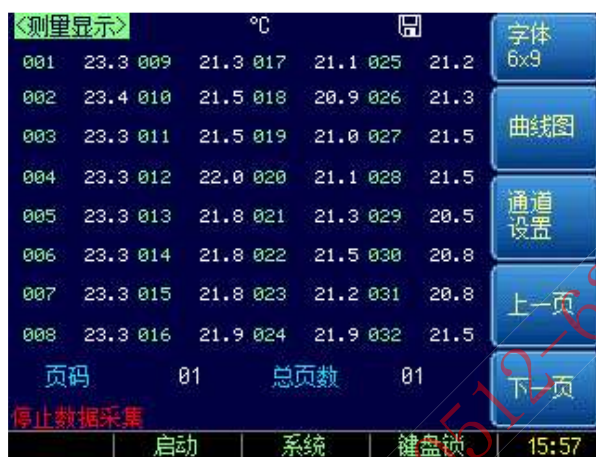 <测量显示> °C
001 23.3 009 21.3 017 21.1 025 21.2
002 23.4 010 21.5 018 20.9 026 21.3
003 23.3 011 21.5 019 21.0 027 21.5
004 23.3 012 22.0 020 21.1 028 21.5
005 23.3 013 21.8 021 21.3 029 20.5
006 23.3 014 21.8 022 21.5 030 20.8
007 23.3 015 21.8 023 21.2 031 20.8
008 23.3 016 21.9 024 21.9 032 21.5
页码 01 总页数 01
停止数据采集
启动 系统 键盘锁 15:57
字体
6x9
曲线图
通道
设置
上一页
下一页